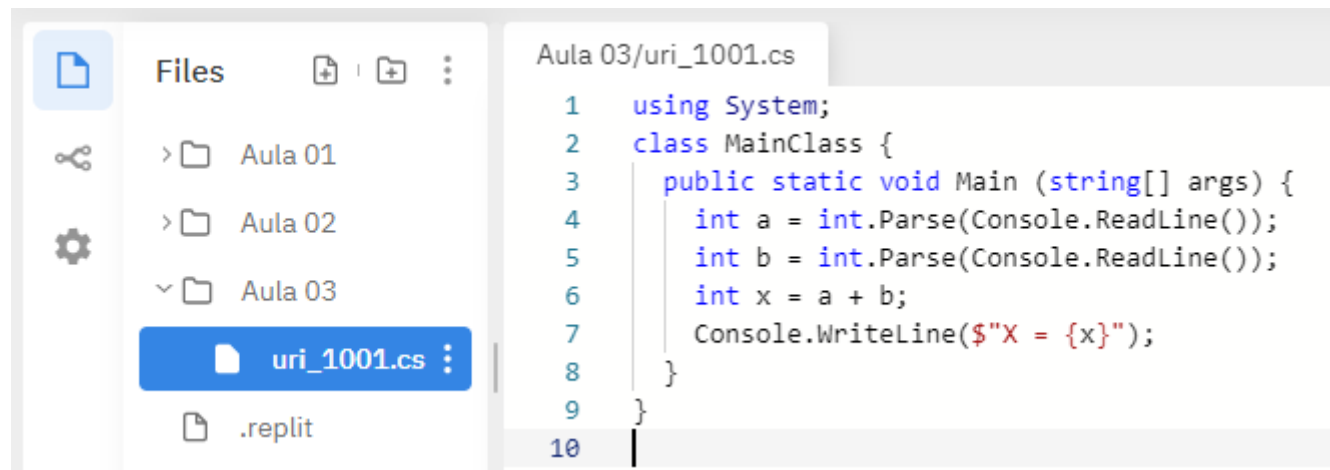 Files
Aula 01
Aula 02
Aula 03
uri_1001.cs
.replit
Aula 03/uri_1001.cs
1 using System;
2 class MainClass {
3 public static void Main (string[] args) {
4 int a = int.Parse(Console.ReadLine());
5 int b = int.Parse(Console.ReadLine());
6 int x = a + b;
7 Console.WriteLine($"X = {x}");
8 }
9 }
10